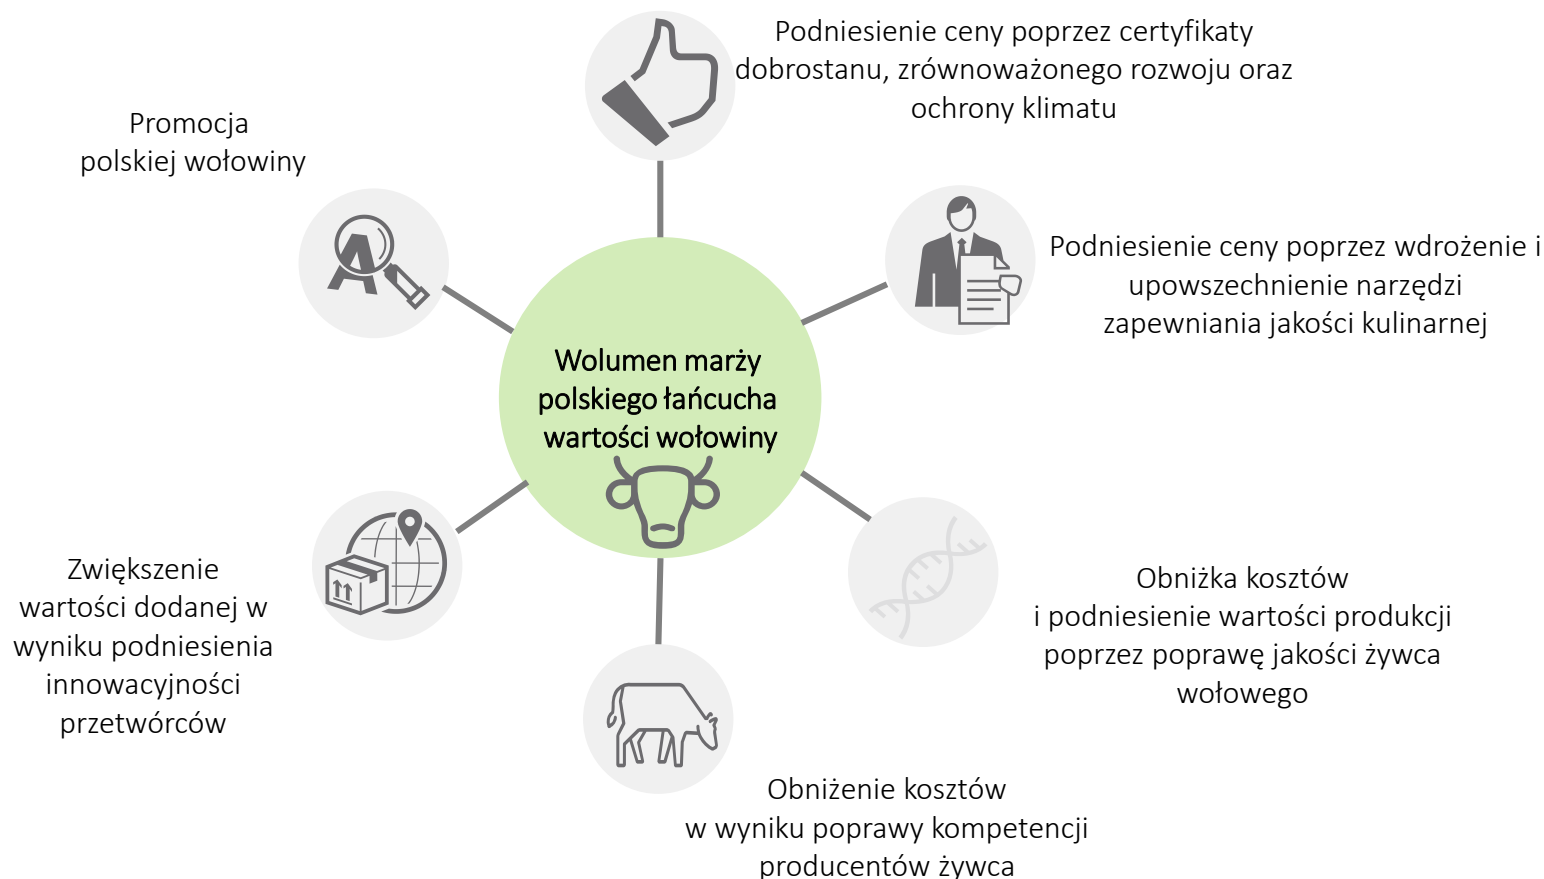 Podniesienie ceny poprzez certyfikaty
dobrostanu, zrównoważonego rozwoju oraz
ochrony klimatu
Promocja
polskiej wołowiny
Podniesienie ceny poprzez wdrożenie i
upowszechnienie narzędzi
zapewniania jakości kulinarnej
Wolumen marży
polskiego łańcucha
wartości wołowiny
Zwiększenie
wartości dodanej w
wyniku podniesienia
innowacyjności
przetwórców
Obniżka kosztów
i podniesienie wartości produkcji
poprzez poprawę jakości żywca
wołowego
Obniżenie kosztów
w wyniku poprawy kompetencji
producentów żywca